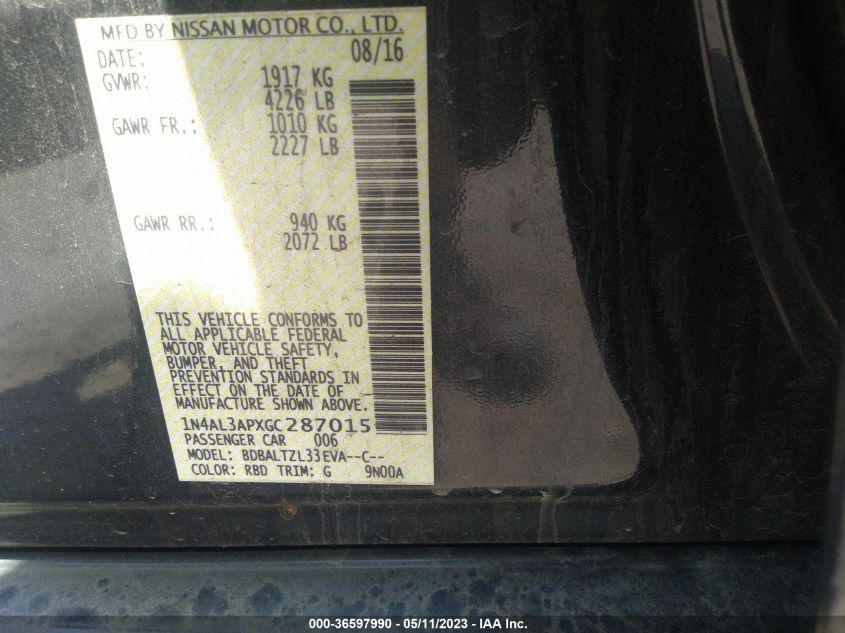 MFD BY NISSAN MOTOR CO., LTD.
DATE: 08/16
GVWR: 1917 KG
4226 LB
GAWR FR.: 1010 KG
2227 LB
GAWR RR.: 940 KG
2072 LB
THIS VEHICLE CONFORMS TO
ALL APPLICABLE FEDERAL
MOTOR VEHICLE SAFETY,
BUMPER, AND THEFT
PREVENTION STANDARDS IN
EFFECT ON THE DATE OF
MANUFACTURE SHOWN ABOVE.
1N4AL3APXGC287015
PASSENGER CAR 006
MODEL: BDBALTZL33EVA--C--
COLOR: RBD TRIM: G 9N00A
000-36597990 - 05/11/2023 - IAA Inc.